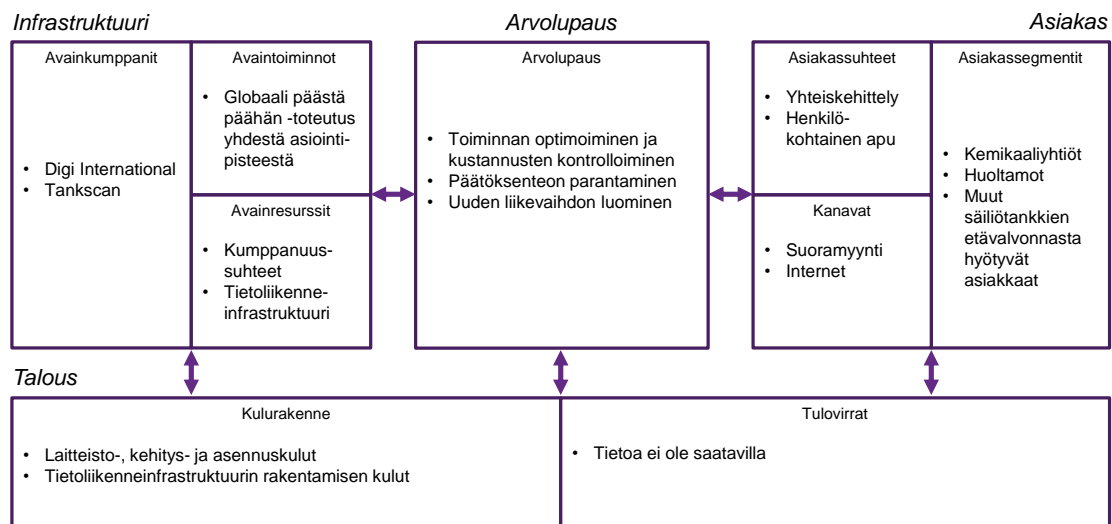 Infrastruktuuri
Arvolupaus
Asiakas
Avainkumppanit
• Digi International
• Tankscan
Avaintoiminnot
• Globaali päästä
päähän -toteutus
yhdestä asiointi-
pisteestä
Avainresurssit
• Kumppanuus-
suhteet
• Tietoliikenne-
infrastruktuuri
Arvolupaus
• Toiminnan optimoiminen ja
kustannusten kontrolloiminen
• Päätöksenteon parantaminen
• Uuden liikevaihdon luominen
Asiakassuhteet
• Yhteiskehittely
• Henkilö-
kohtainen apu
Kanavat
• Suoramyynti
• Internet
Asiakassegmentit
• Kemikaaliyhtiöt
• Huoltamot
• Muut
säiliötankkien
etävalvonnasta
hyötyvät
asiakkaat
Talous
Kulurakenne
• Laitteisto-, kehitys- ja asennuskulut
• Tietoliikenneinfrastruktuurin rakentamisen kulut
Tulovirrat
• Tietoa ei ole saatavilla